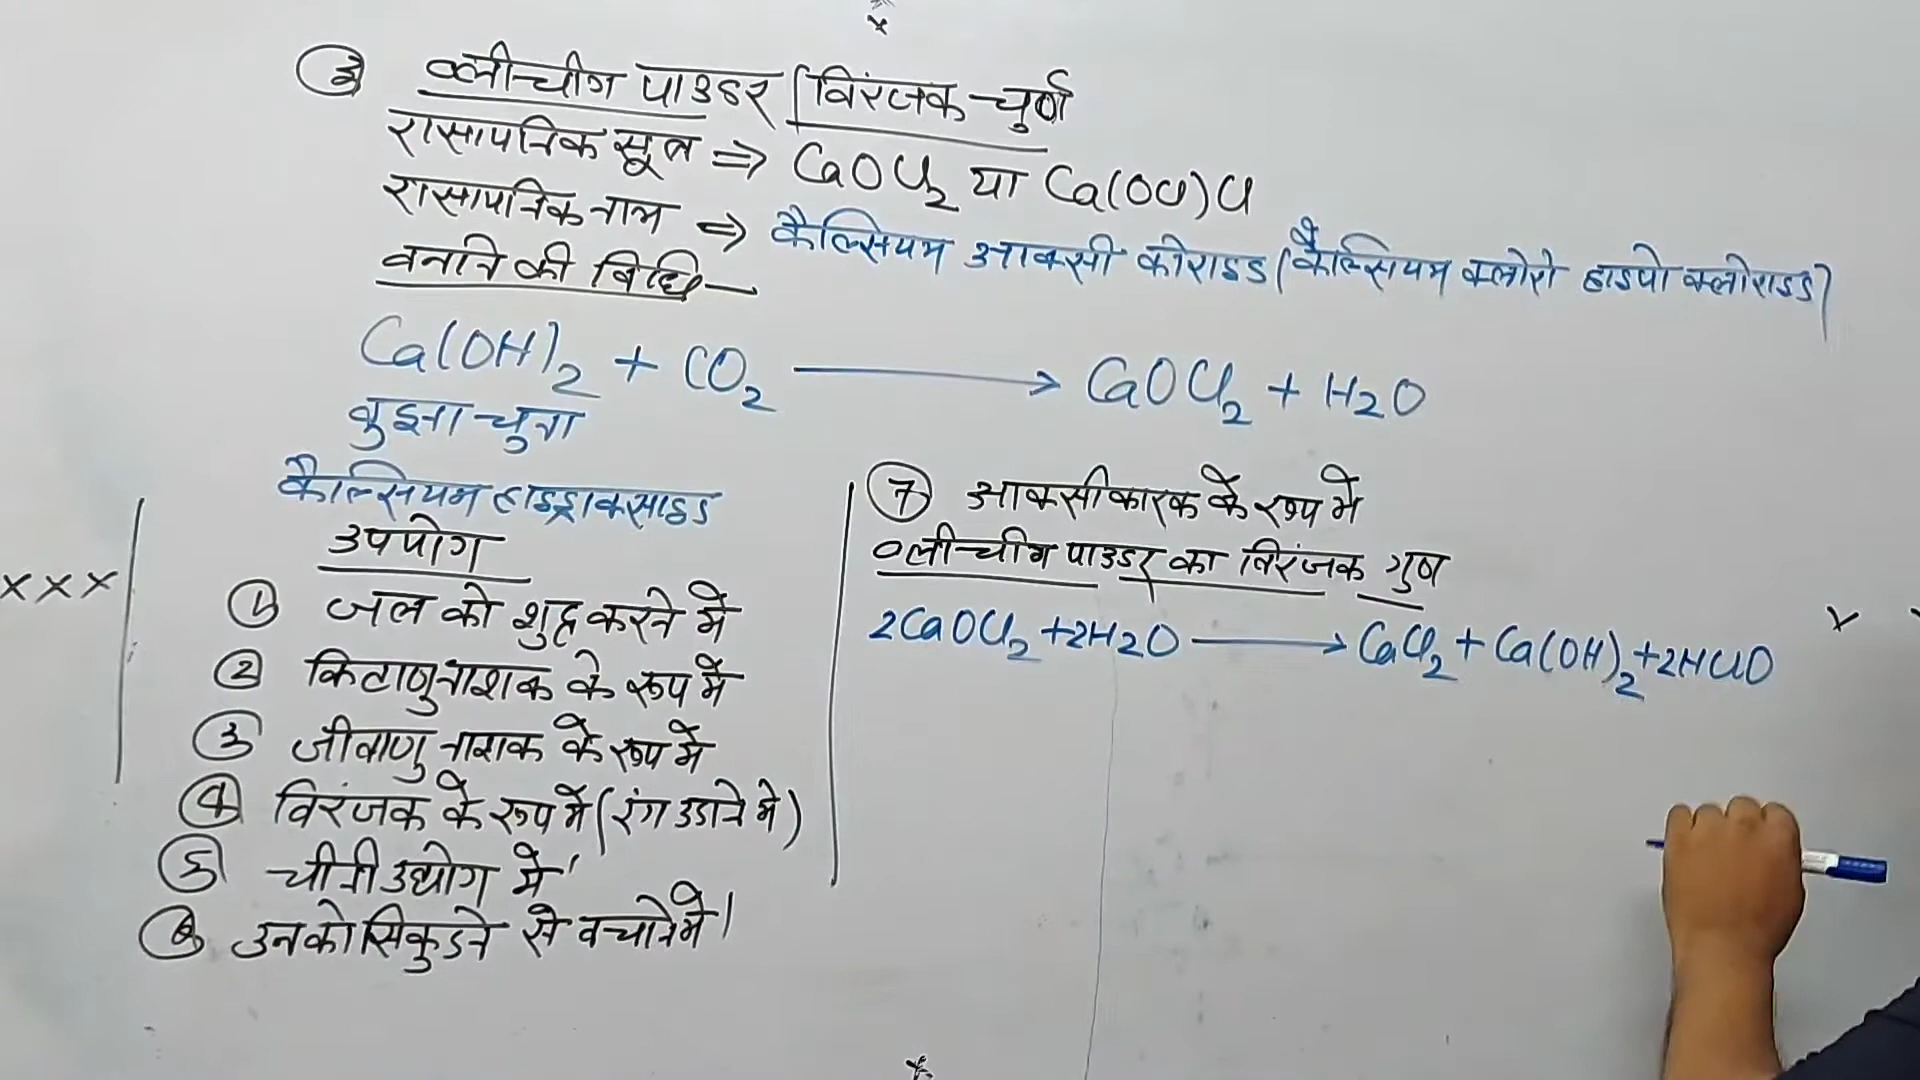 ③ ब्लीचींग पाउडर / विरंजक चुर्ण
रासायनिक सूत्र ⇒ CaOCl₂ या Ca(OCl)Cl
रासायनिक नाम ⇒ कैल्सियम आक्सी क्लोराइड (कैल्सियम क्लोरो हाइपो क्लोराइड)
बनाने की विधि –
Ca(OH)₂ + CO₂ ⟶ CaOCl₂ + H₂O
बुझा चुना
कैल्सियम हाइड्राक्साइड
उपयोग
① जल को शुद्ध करने में
② किटाणुनाशक के रूप में
③ जीवाणु नाशक के रूप में
④ विरंजक के रूप में (रंग उडाने मे)
⑤ चीनी उद्योग में
⑥ उनको सिकुडने से बचाने में।
⑦ आक्सीकारक के रूप में
ब्लीचींग पाउडर का विरंजक गुण
2CaOCl₂ + 2H₂O ⟶ CaCl₂ + Ca(OH)₂ + 2HClO
x x x